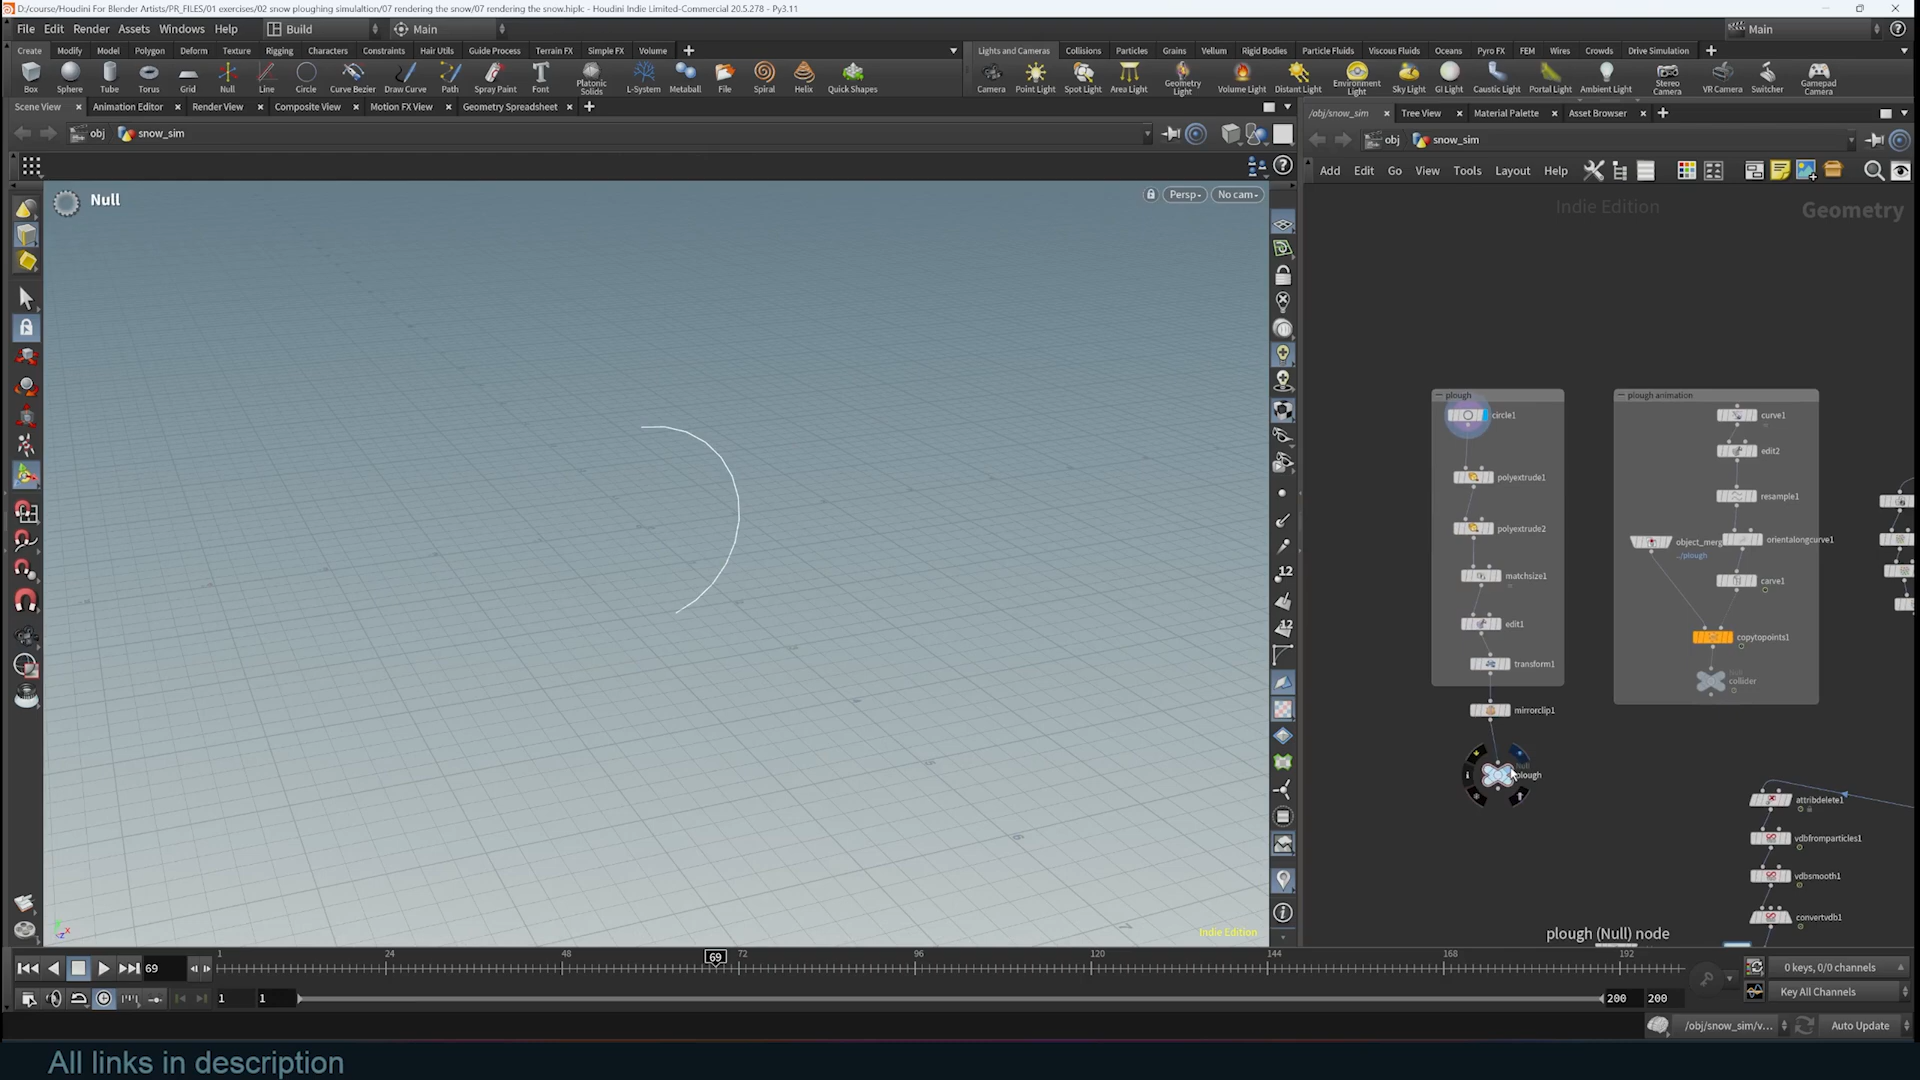 D:/course/Houdini For Blender Artists/PR_FILES/01 exercises/02 snow ploughing simulaltion/07 rendering the snow/07 rendering the snow.hiplc - Houdini Indie Limited-Commercial 20.5.278 - Py3.11
File Edit Render Assets Windows Help Build Main Main
Create Modify Model Polygon Deform Texture Rigging Characters Constraints Hair Utils Guide Process Terrain FX Simple FX Volume
Lights and Cameras Collisions Particles Grains Vellum Rigid Bodies Particle Fluids Viscous Fluids Oceans Pyro FX FEM Wires Crowds Drive Simulation
Box Sphere Tube Torus Grid Null Line Circle Curve Bezier Draw Curve Path Spray Paint Font Platonic Solids L-System Metaball File Spiral Helix Quick Shapes
Camera Point Light Spot Light Area Light Geometry Light Volume Light Distant Light Environment Light Sky Light GI Light Caustic Light Portal Light Ambient Light Stereo Camera VR Camera Switcher Gamepad Camera
Scene View Animation Editor Render View Composite View Motion FX View Geometry Spreadsheet
/obj/snow_sim Tree View Material Palette Asset Browser
obj snow_sim
obj snow_sim
Add Edit Go View Tools Layout Help
Null
Persp No cam
Indie Edition
Geometry
plough
circle1
polyextrude1
polyextrude2
matchsize1
edit1
transform1
mirrorclip1
Null
plough
plough animation
curve1
edit2
resample1
object_merg
../plough
orientalongcurve1
carve1
copytopoints1
Null
collider
attribdelete1
vdbfromparticles1
vdbsmooth1
convertvdb1
plough (Null) node
12
12
Indie Edition
69
1 24 48 69 72 96 120 144 168 192
0 keys, 0/0 channels
1 1 200 200
Key All Channels
/obj/snow_sim/v... Auto Update
All links in description